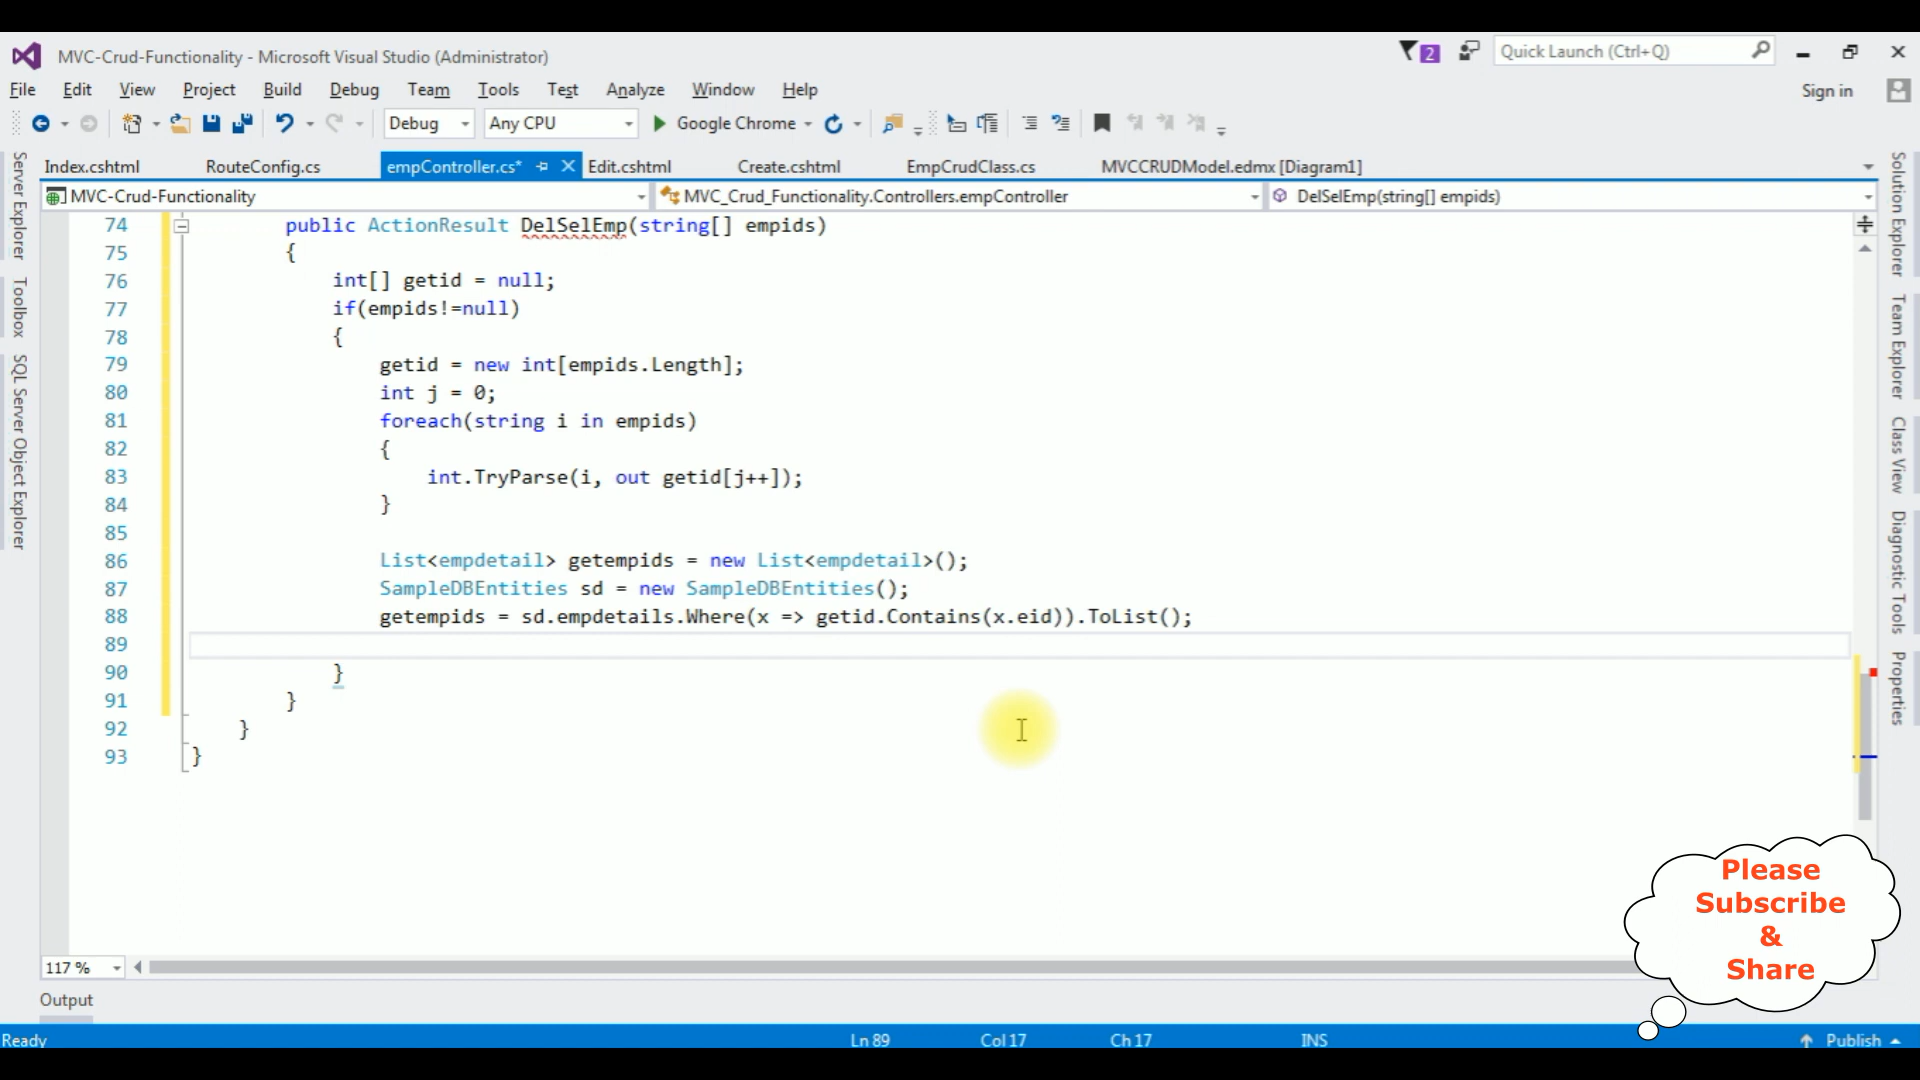 MVC-Crud-Functionality - Microsoft Visual Studio (Administrator)
2
Quick Launch (Ctrl+Q)
File Edit View Project Build Debug Team Tools Test Analyze Window Help
Sign in
Debug Any CPU Google Chrome
Index.cshtml RouteConfig.cs empController.cs* Edit.cshtml Create.cshtml EmpCrudClass.cs MVCCRUDModel.edmx [Diagram1]
MVC-Crud-Functionality MVC_Crud_Functionality.Controllers.empController DelSelEmp(string[] empids)
74 public ActionResult DelSelEmp(string[] empids)
75 {
76 int[] getid = null;
77 if(empids!=null)
78 {
79 getid = new int[empids.Length];
80 int j = 0;
81 foreach(string i in empids)
82 {
83 int.TryParse(i, out getid[j++]);
84 }
85
86 List<empdetail> getempids = new List<empdetail>();
87 SampleDBEntities sd = new SampleDBEntities();
88 getempids = sd.empdetails.Where(x => getid.Contains(x.eid)).ToList();
89
90 }
91 }
92 }
93 }
Server Explorer
Toolbox
SQL Server Object Explorer
Solution Explorer
Team Explorer
Class View
Diagnostic Tools
Properties
Please
Subscribe
&
Share
117 %
Output
Ready Ln 89 Col 17 Ch 17 INS Publish